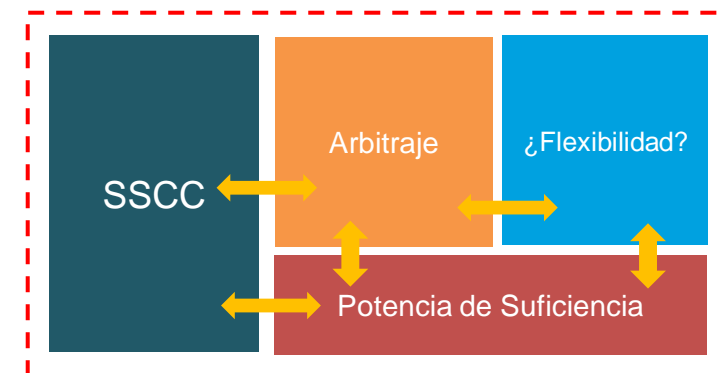 SSCC
Arbitraje
¿Flexibilidad?
Potencia de Suficiencia